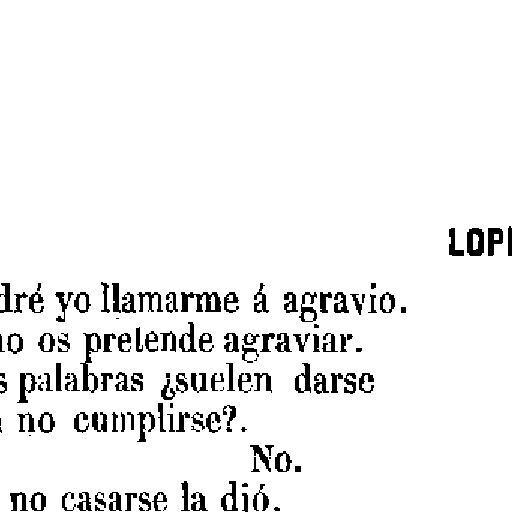 LOP
dré yo llamarme á agravio.
no os pretende agraviar.
s palabras ¿suelen darse
no cumplirse?.
No.
no casarse la dió.